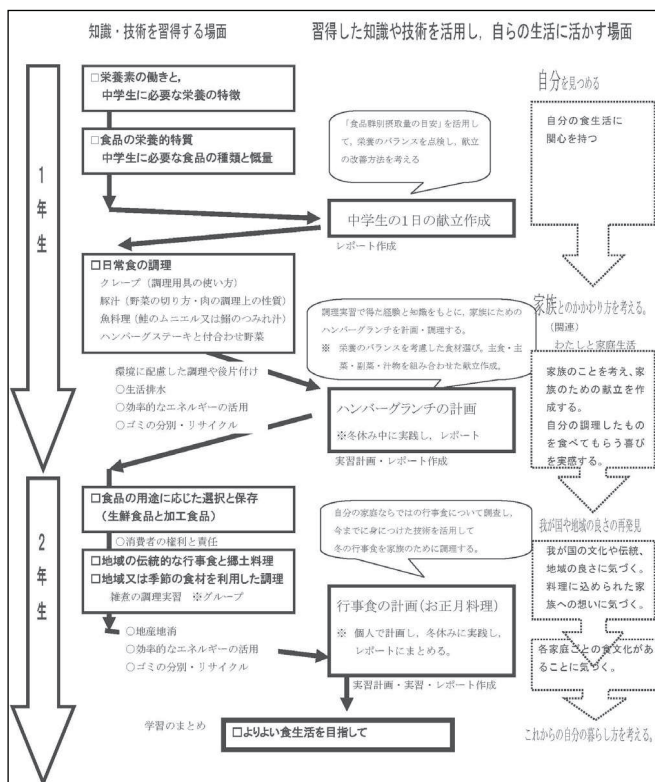 知識・技術を習得する場面
習得した知識や技術を活用し，自らの生活に活かす場面
1年生
□栄養素の働きと，
中学生に必要な栄養の特徴
□食品の栄養的特質
中学生に必要な食品の種類と概量
「食品群別摂取量の目安」を活用し
て，栄養のバランスを点検し，献立
の改善方法を考える
中学生の1日の献立作成
レポート作成
自分を見つめる
自分の食生活に
関心を持つ
□日常食の調理
クレープ（調理用具の使い方）
豚汁（野菜の切り方・肉の調理上の性質）
魚料理（鮭のムニエル又は鰯のつみれ汁）
ハンバーグステーキと付合わせ野菜
環境に配慮した調理や後片付け
○生活排水
○効率的なエネルギーの活用
○ゴミの分別・リサイクル
調理実習で得た経験と知識をもとに，家族のための
ハンバーグランチを計画・調理する。
※　栄養のバランスを考慮した食材選び。主食・主
菜・副菜・汁物を組み合わせた献立作成。
ハンバーグランチの計画
※冬休み中に実践し，レポート
実習計画・レポート作成
家族とのかかわり方を考える。
（関連）
わたしと家庭生活
家族のことを考え、家
族のための献立を作
成する。
自分の調理したもの
を食べてもらう喜び
を実感する。
2年生
□食品の用途に応じた選択と保存
（生鮮食品と加工食品）
○消費者の権利と責任
□地域の伝統的な行事食と郷土料理
□地域又は季節の食材を利用した調理
雑煮の調理実習　※グループ
○地産地消
○効率的なエネルギーの活用
○ゴミの分別・リサイクル
自分の家庭ならではの行事食について調査し，
今までに身につけた技術を活用して
冬の行事食を家族のために調理する。
行事食の計画（お正月料理）
※　個人で計画し，冬休みに実践し，
レポートにまとめる。
実習計画・実習・レポート作成
我が国や地域の良さの再発見
我が国の文化や伝統、
地域の良さに気づく。
料理に込められた家
族への想いに気づく。
各家庭ごとの食文化があ
ることに気づく。
学習のまとめ
□よりよい食生活を目指して
これからの自分の暮らし方を考える。